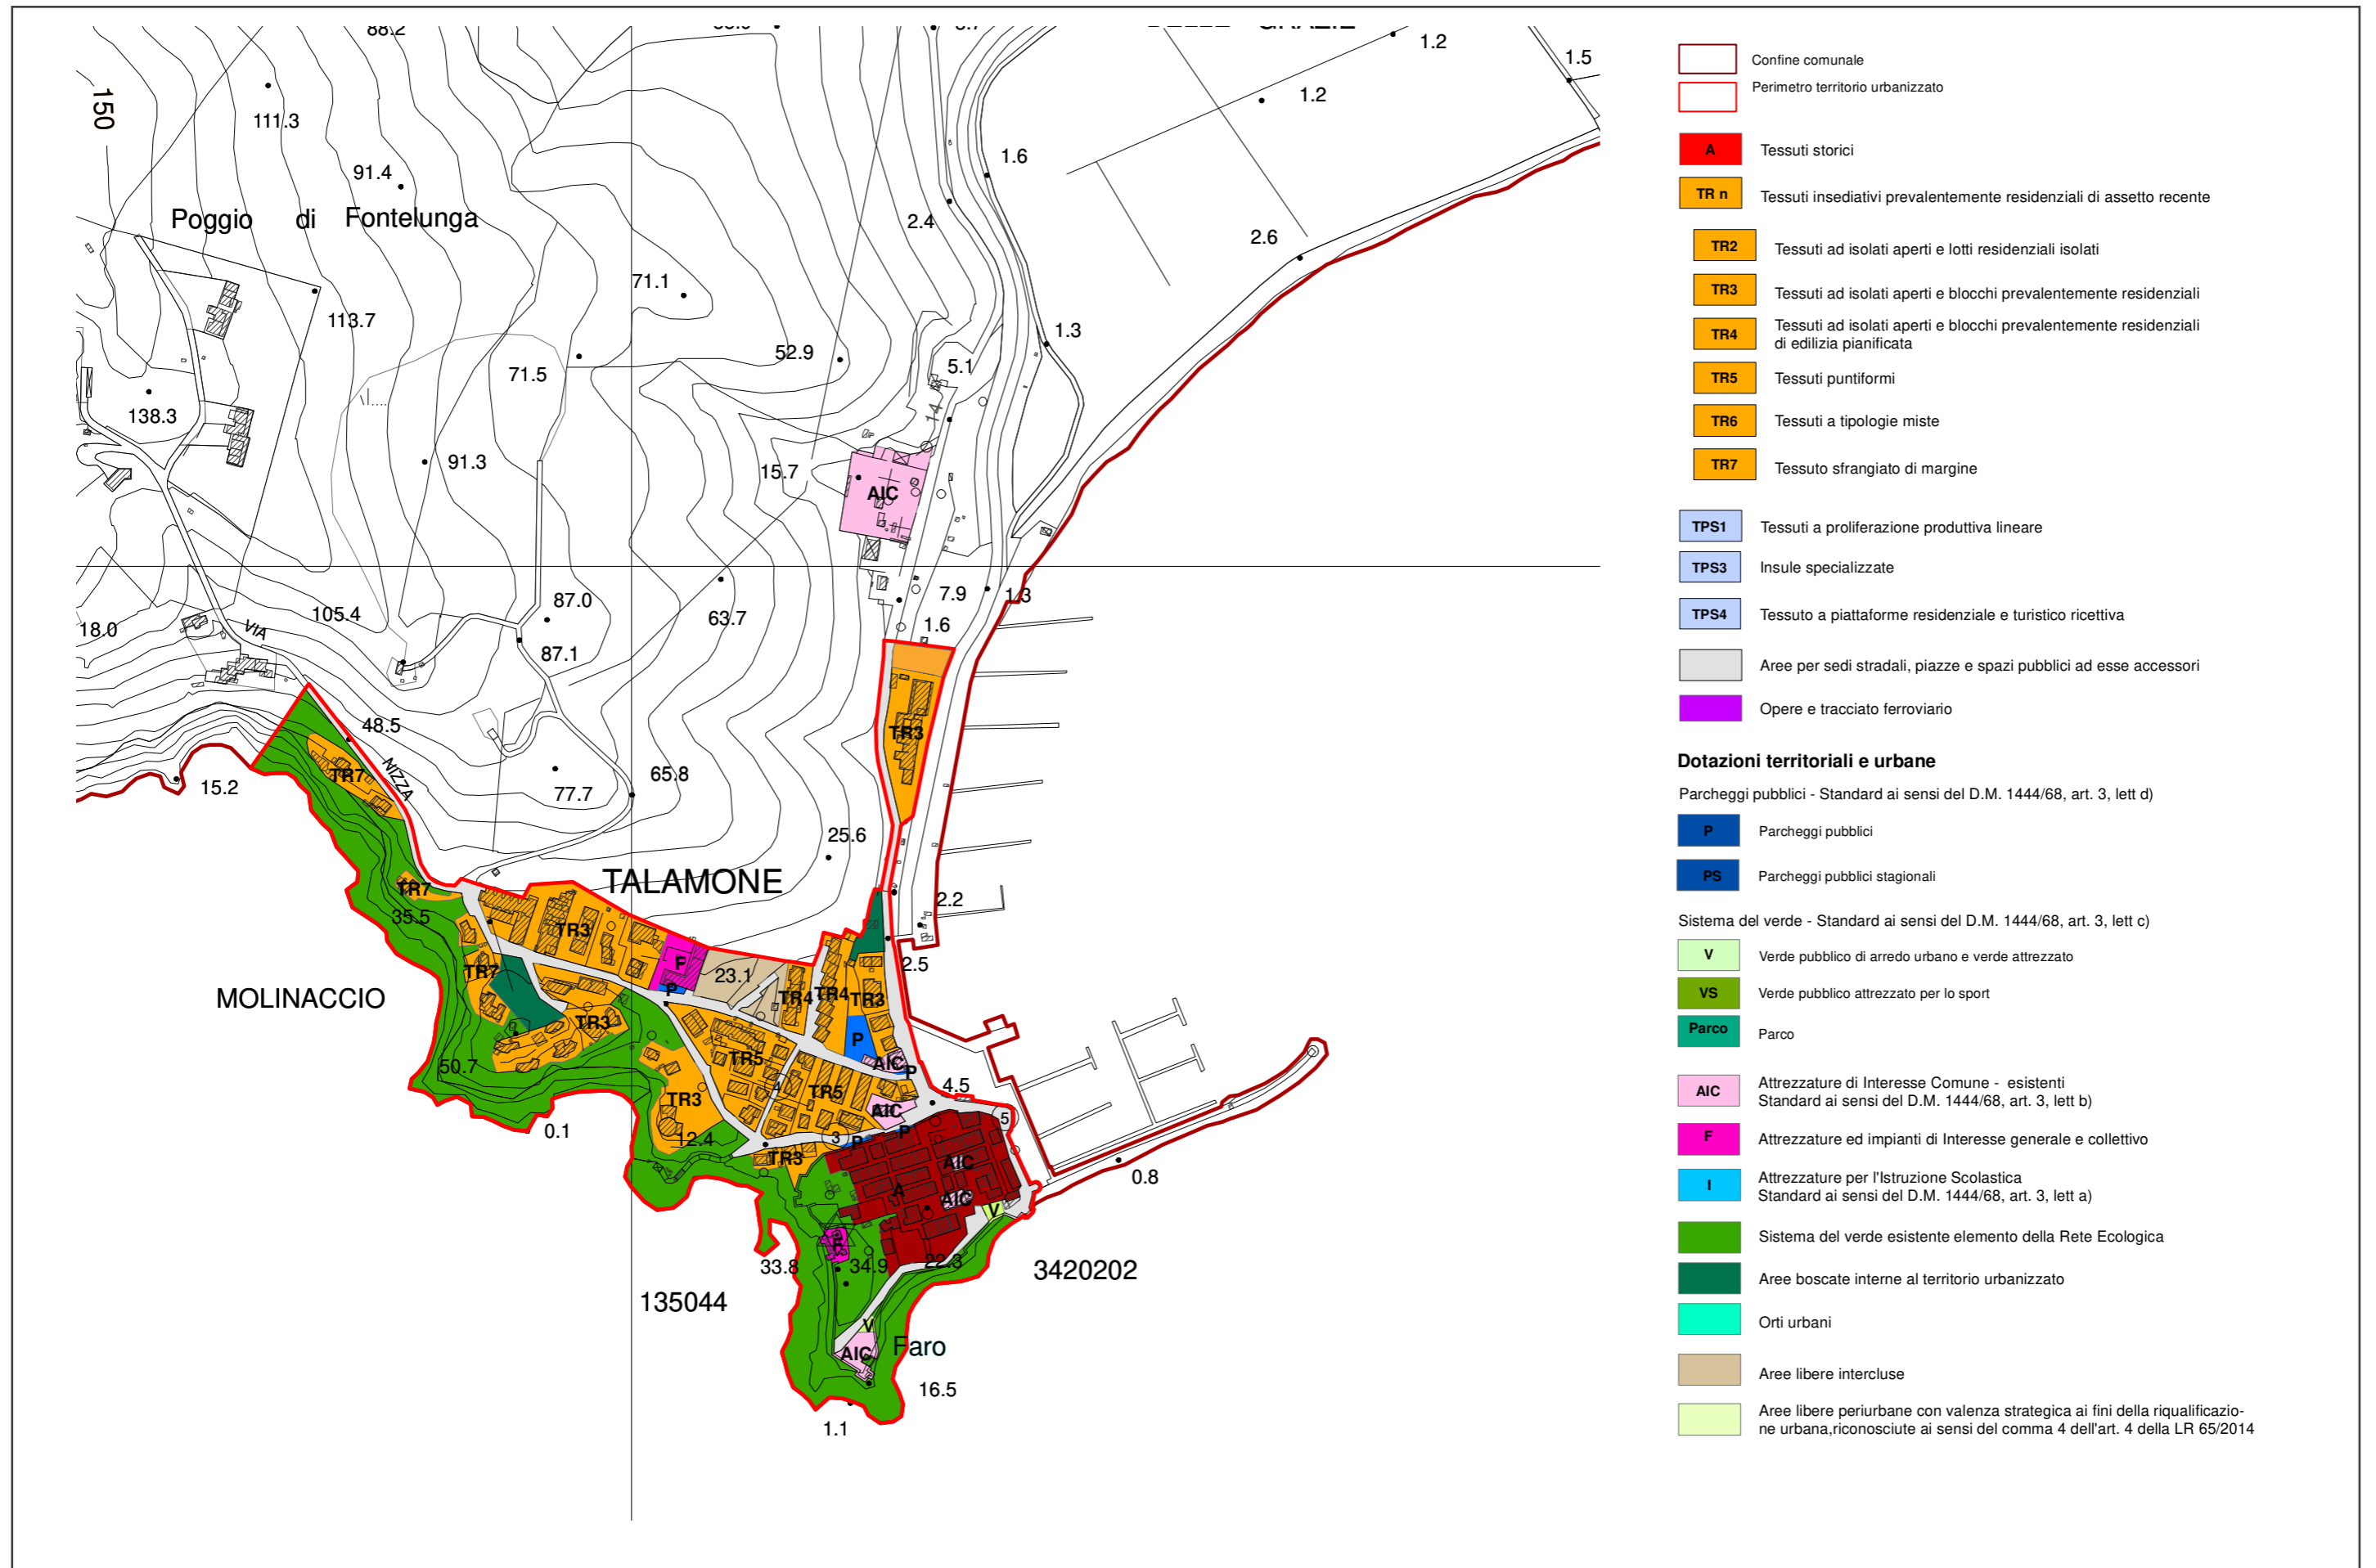 88.2
1.2
1.5
150
111.3
1.2
91.4
1.6
Poggio di Fontelunga
2.4
2.6
71.1
113.7
1.3
52.9
5.1
71.5
138.3
14
91.3
15.7
AIC
105.4
87.0
63.7
7.9
1.3
18.0
VIA
1.6
87.1
48.5
TR3
NIZZA
TR7
65.8
15.2
77.7
25.6
TALAMONE
TR7
2.2
35.5
TR3
F
23.1
2.5
TR7
P
TR4
TR4
TR3
MOLINACCIO
TR3
P
50.7
TR5
AIC
P
4
4.5
TR3
TR5
AIC
5
0.1
12.4
3
P
P
TR3
AIC
0.8
A
AIC
V
F
33.8
34.9
22.3
3420202
135044
V
AIC
Faro
16.5
1.1
Confine comunale
Perimetro territorio urbanizzato
A Tessuti storici
TR n Tessuti insediativi prevalentemente residenziali di assetto recente
TR2 Tessuti ad isolati aperti e lotti residenziali isolati
TR3 Tessuti ad isolati aperti e blocchi prevalentemente residenziali
TR4 Tessuti ad isolati aperti e blocchi prevalentemente residenziali
di edilizia pianificata
TR5 Tessuti puntiformi
TR6 Tessuti a tipologie miste
TR7 Tessuto sfrangiato di margine
TPS1 Tessuti a proliferazione produttiva lineare
TPS3 Insule specializzate
TPS4 Tessuto a piattaforme residenziale e turistico ricettiva
Aree per sedi stradali, piazze e spazi pubblici ad esse accessori
Opere e tracciato ferroviario
Dotazioni territoriali e urbane
Parcheggi pubblici - Standard ai sensi del D.M. 1444/68, art. 3, lett d)
P Parcheggi pubblici
PS Parcheggi pubblici stagionali
Sistema del verde - Standard ai sensi del D.M. 1444/68, art. 3, lett c)
V Verde pubblico di arredo urbano e verde attrezzato
VS Verde pubblico attrezzato per lo sport
Parco Parco
AIC Attrezzature di Interesse Comune - esistenti
Standard ai sensi del D.M. 1444/68, art. 3, lett b)
F Attrezzature ed impianti di Interesse generale e collettivo
I Attrezzature per l'Istruzione Scolastica
Standard ai sensi del D.M. 1444/68, art. 3, lett a)
Sistema del verde esistente elemento della Rete Ecologica
Aree boscate interne al territorio urbanizzato
Orti urbani
Aree libere intercluse
Aree libere periurbane con valenza strategica ai fini della riqualificazio-
ne urbana,riconosciute ai sensi del comma 4 dell'art. 4 della LR 65/2014